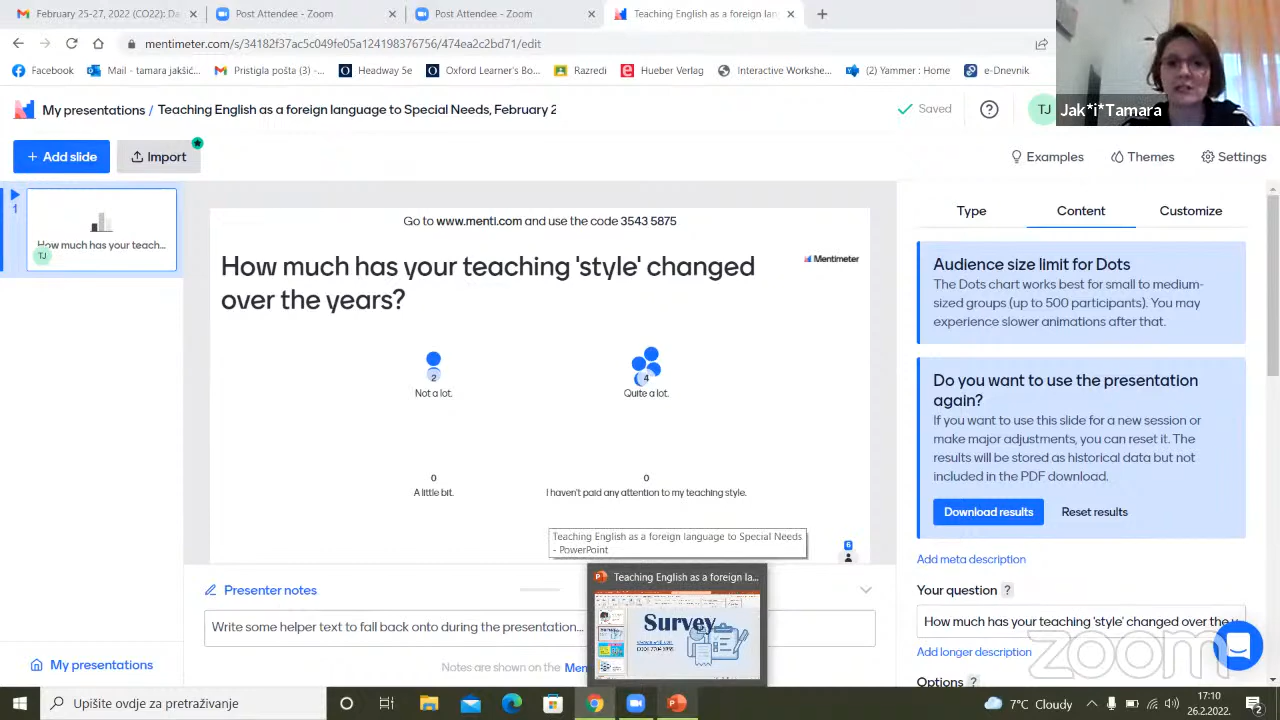 February 25-27, 2022 (CO22): Da
Post Attendee - Zoom
Post Attendee - Zoom
Teaching English as a foreign lang
mentimeter.com/s/34182f37ac5c049fe05a124198376756/474ea2c2bd71/edit
Facebook
Mail - tamara jakšić...
Pristigla pošta (3) -...
Headway Se
Oxford Learner's Bo...
Razredi
Hueber Verlag
Interactive Workshe...
(2) Yammer : Home
e-Dnevnik
My presentations / Teaching English as a foreign language to Special Needs, February 2
Saved
TJ
Jak*i*Tamara
+ Add slide
Import
Examples
Themes
Settings
1
How much has your teach...
TJ
Go to www.menti.com and use the code 3543 5875
How much has your teaching 'style' changed
over the years?
Mentimeter
2
Not a lot.
4
Quite a lot.
0
A little bit.
0
I haven't paid any attention to my teaching style.
Type
Content
Customize
Audience size limit for Dots
The Dots chart works best for small to medium-
sized groups (up to 500 participants). You may
experience slower animations after that.
Do you want to use the presentation
again?
If you want to use this slide for a new session or
make major adjustments, you can reset it. The
results will be stored as historical data but not
included in the PDF download.
Download results
Reset results
Add meta description
Your question ?
How much has your teaching 'style' changed over the y
Add longer description
Options ?
Teaching English as a foreign language to Special Needs
- PowerPoint
6
Teaching English as a foreign la...
Survey
Presenter notes
Write some helper text to fall back onto during the presentation...
Notes are shown on the Men
My presentations
zoom
Upišite ovdje za pretraživanje
7°C Cloudy
17:10
26.2.2022.
2